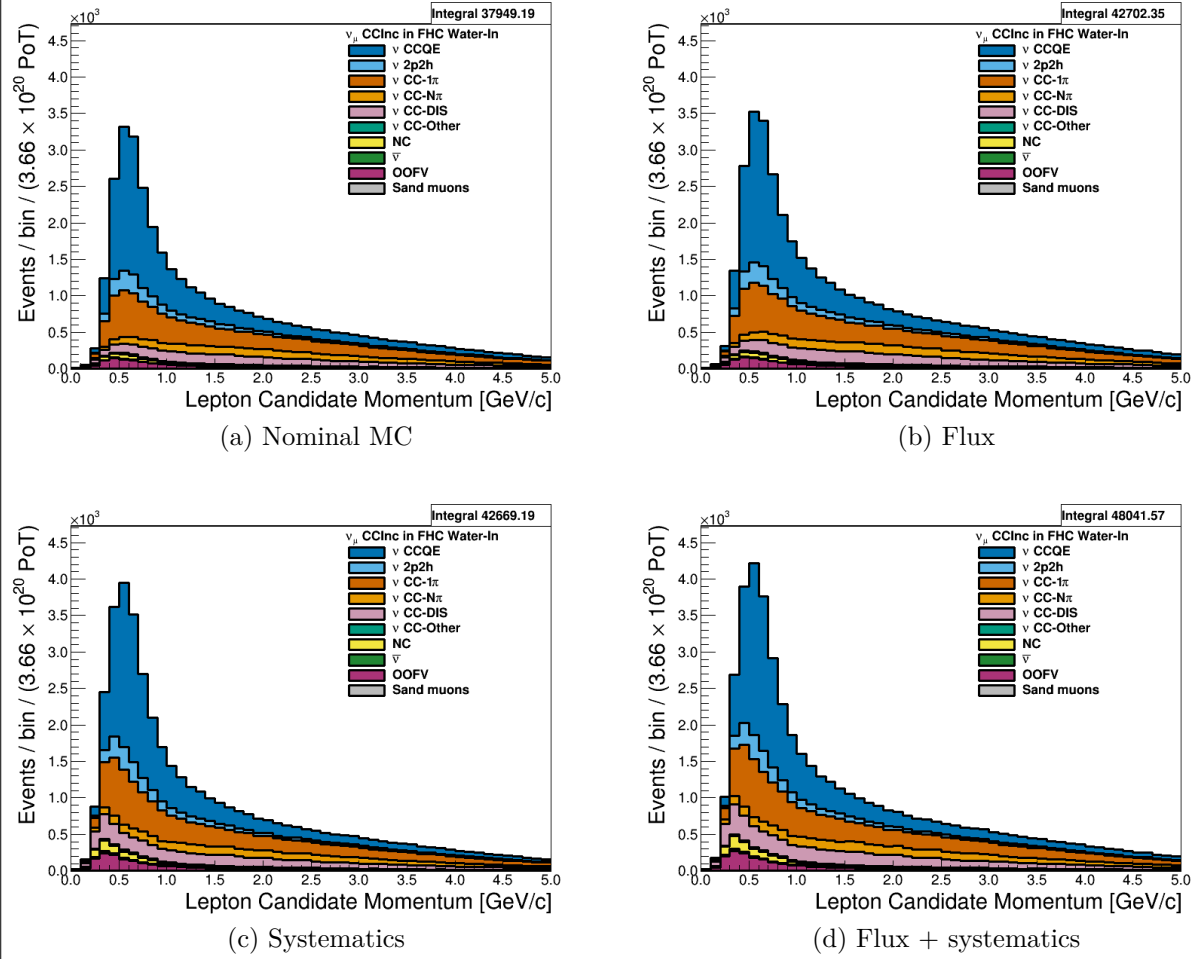 Integral 37949.19
×10³
ν_μ CCInc in FHC Water-In
ν CCQE
ν 2p2h
ν CC-1π
ν CC-Nπ
ν CC-DIS
ν CC-Other
NC
ν̅
OOFV
Sand muons
Events / bin / (3.66 × 10²⁰ PoT)
4.5
4.0
3.5
3.0
2.5
2.0
1.5
1.0
0.5
0.0
0.0 0.5 1.0 1.5 2.0 2.5 3.0 3.5 4.0 4.5 5.0
Lepton Candidate Momentum [GeV/c]
(a) Nominal MC
Integral 42702.35
×10³
ν_μ CCInc in FHC Water-In
ν CCQE
ν 2p2h
ν CC-1π
ν CC-Nπ
ν CC-DIS
ν CC-Other
NC
ν̅
OOFV
Sand muons
Events / bin / (3.66 × 10²⁰ PoT)
4.5
4.0
3.5
3.0
2.5
2.0
1.5
1.0
0.5
0.0
0.0 0.5 1.0 1.5 2.0 2.5 3.0 3.5 4.0 4.5 5.0
Lepton Candidate Momentum [GeV/c]
(b) Flux
Integral 42669.19
×10³
ν_μ CCInc in FHC Water-In
ν CCQE
ν 2p2h
ν CC-1π
ν CC-Nπ
ν CC-DIS
ν CC-Other
NC
ν̅
OOFV
Sand muons
Events / bin / (3.66 × 10²⁰ PoT)
4.5
4.0
3.5
3.0
2.5
2.0
1.5
1.0
0.5
0.0
0.0 0.5 1.0 1.5 2.0 2.5 3.0 3.5 4.0 4.5 5.0
Lepton Candidate Momentum [GeV/c]
(c) Systematics
Integral 48041.57
×10³
ν_μ CCInc in FHC Water-In
ν CCQE
ν 2p2h
ν CC-1π
ν CC-Nπ
ν CC-DIS
ν CC-Other
NC
ν̅
OOFV
Sand muons
Events / bin / (3.66 × 10²⁰ PoT)
4.5
4.0
3.5
3.0
2.5
2.0
1.5
1.0
0.5
0.0
0.0 0.5 1.0 1.5 2.0 2.5 3.0 3.5 4.0 4.5 5.0
Lepton Candidate Momentum [GeV/c]
(d) Flux + systematics